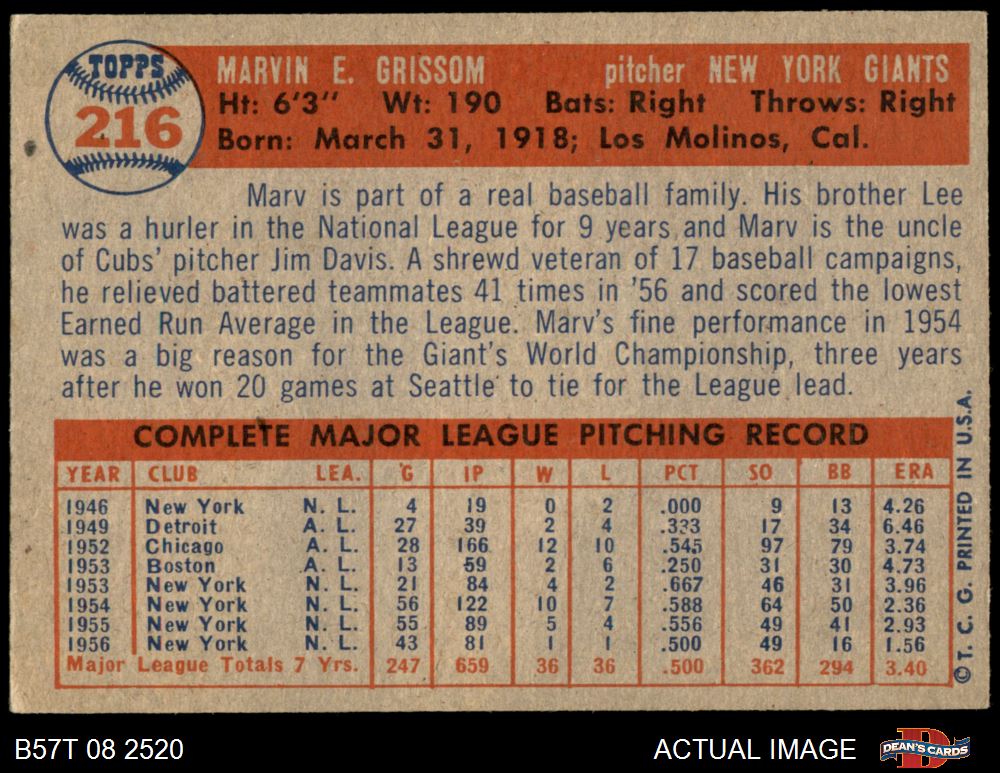 TOPPS
216
MARVIN E. GRISSOM pitcher NEW YORK GIANTS
Ht: 6'3" Wt: 190 Bats: Right Throws: Right
Born: March 31, 1918; Los Molinos, Cal.
Marv is part of a real baseball family. His brother Lee
was a hurler in the National League for 9 years and Marv is the uncle
of Cubs' pitcher Jim Davis. A shrewd veteran of 17 baseball campaigns,
he relieved battered teammates 41 times in '56 and scored the lowest
Earned Run Average in the League. Marv's fine performance in 1954
was a big reason for the Giant's World Championship, three years
after he won 20 games at Seattle to tie for the League lead.
COMPLETE MAJOR LEAGUE PITCHING RECORD
YEAR CLUB LEA. G IP W L PCT SO BB ERA
1946 New York N. L. 4 19 0 2 .000 9 13 4.26
1949 Detroit A. L. 27 39 2 4 .333 17 34 6.46
1952 Chicago A. L. 28 166 12 10 .545 97 79 3.74
1953 Boston A. L. 13 59 2 6 .250 31 30 4.73
1953 New York N. L. 21 84 4 2 .667 46 31 3.96
1954 New York N. L. 56 122 10 7 .588 64 50 2.36
1955 New York N. L. 55 89 5 4 .556 49 41 2.93
1956 New York N. L. 43 81 1 1 .500 49 16 1.56
Major League Totals 7 Yrs. 247 659 36 36 .500 362 294 3.40
© T. C. G. PRINTED IN U.S.A.
B57T 08 2520
ACTUAL IMAGE
DEAN'S CARDS